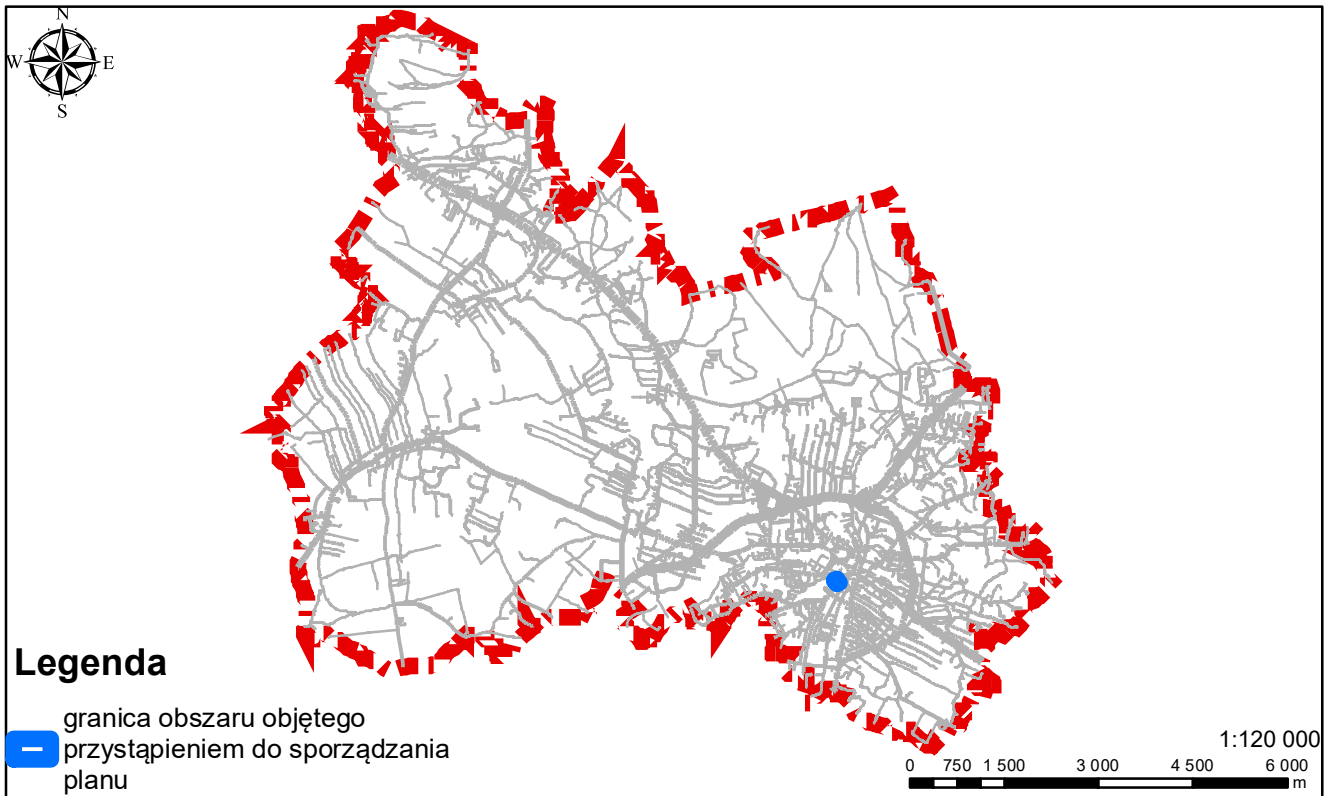 N
W E
S
Legenda
granica obszaru objętego
przystąpieniem do sporządzania
planu
1:120 000
0 750 1 500 3 000 4 500 6 000
m